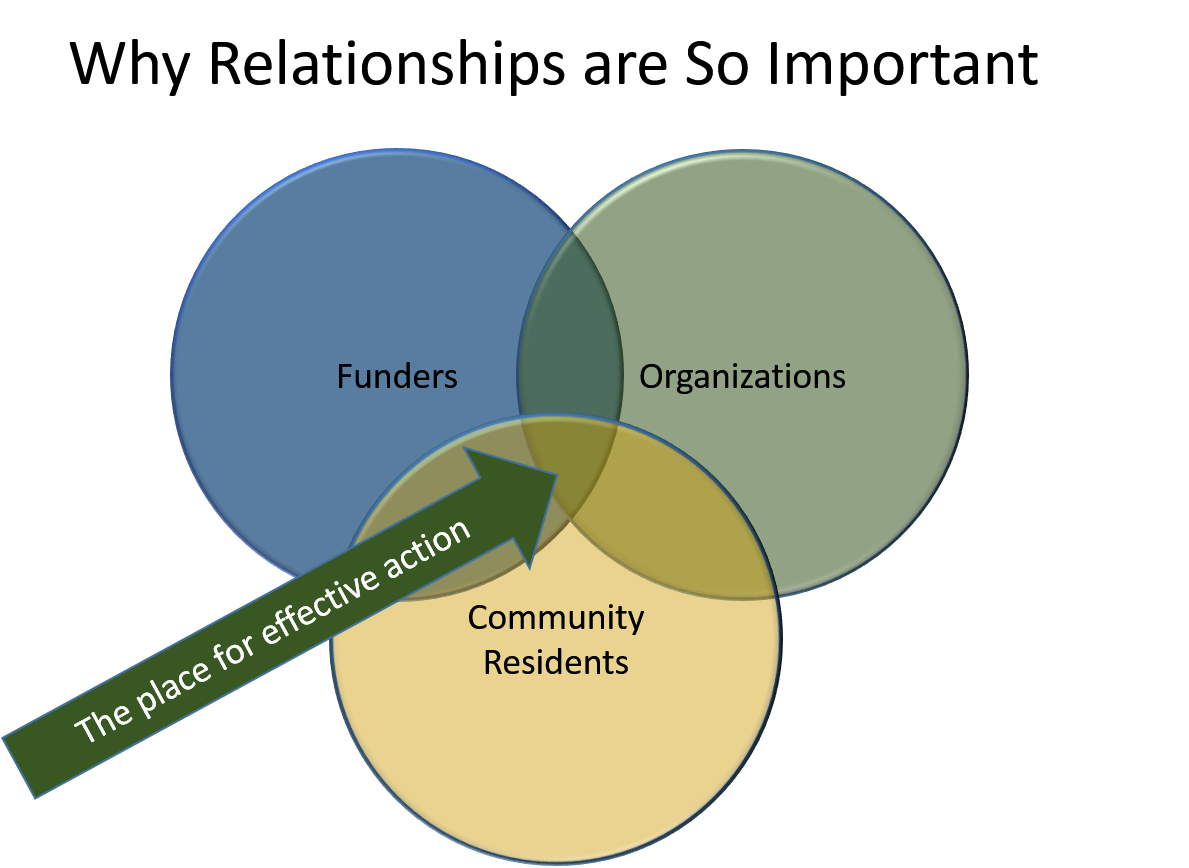 Why Relationships are So Important
Funders
Organizations
The place for effective action
Community
Residents